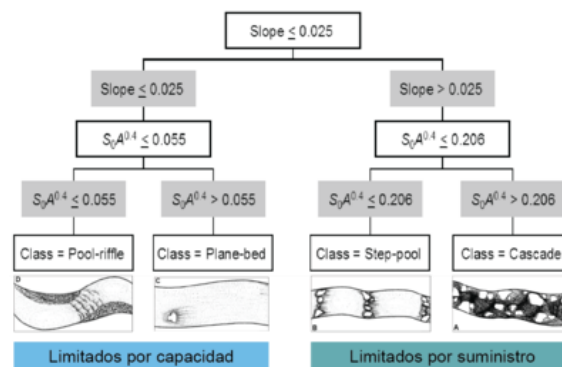 Slope ≤ 0.025
Slope ≤ 0.025
Slope > 0.025
S₀A⁰·⁴ ≤ 0.055
S₀A⁰·⁴ ≤ 0.206
S₀A⁰·⁴ ≤ 0.055
S₀A⁰·⁴ > 0.055
S₀A⁰·⁴ ≤ 0.206
S₀A⁰·⁴ > 0.206
Class = Pool-riffle
Class = Plane-bed
Class = Step-pool
Class = Cascade
D
C
B
A
Limitados por capacidad
Limitados por suministro